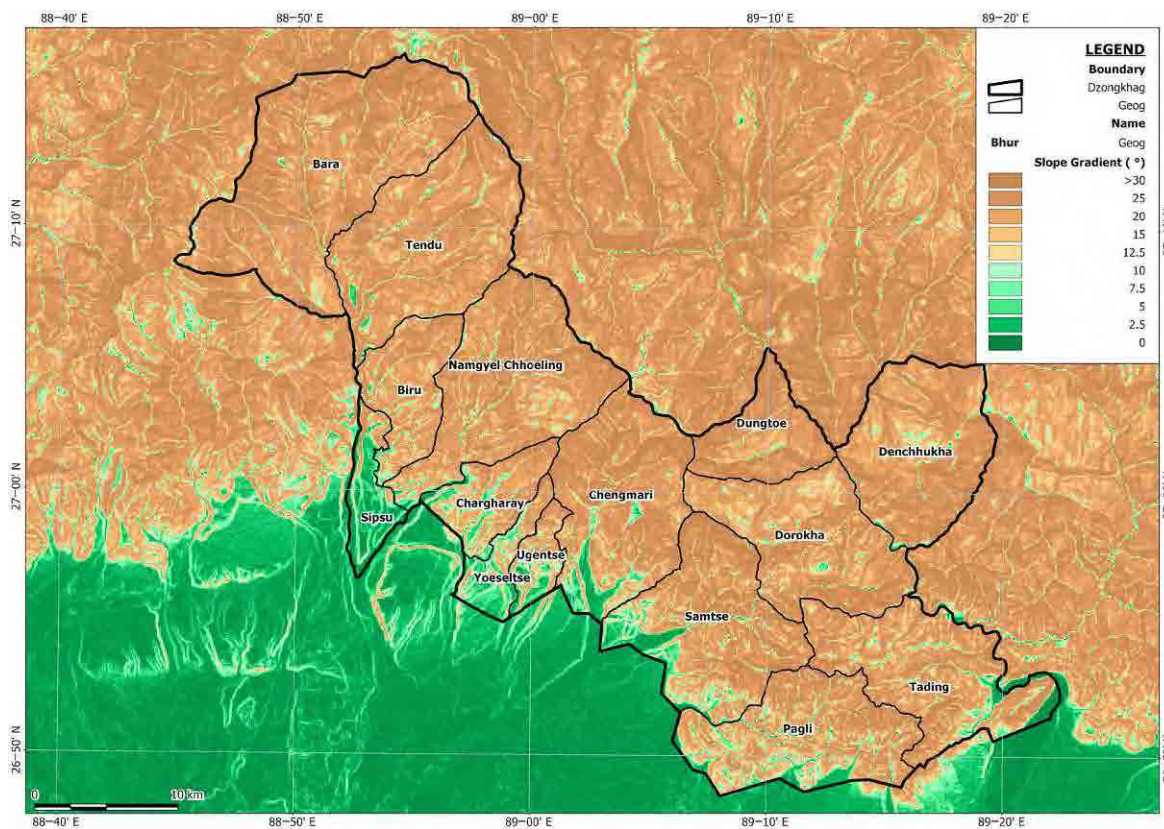 88°40' E
88°50' E
89°00' E
89°10' E
89°20' E
LEGEND
Boundary
Dzongkhag
Geog
Name
Bhur Geog
Slope Gradient ( °)
>30
25
20
15
12.5
10
7.5
5
2.5
0
27°10' N
27°00' N
26°50' N
Bara
Tendu
Namgyel Chhoeling
Biru
Dungtoe
Denchhukha
Chargharay
Chengmari
Sipsu
Dorokha
Ugentse
Yoeseltse
Samtse
Tading
Pagli
0 10 km
88°40' E
88°50' E
89°00' E
89°10' E
89°20' E